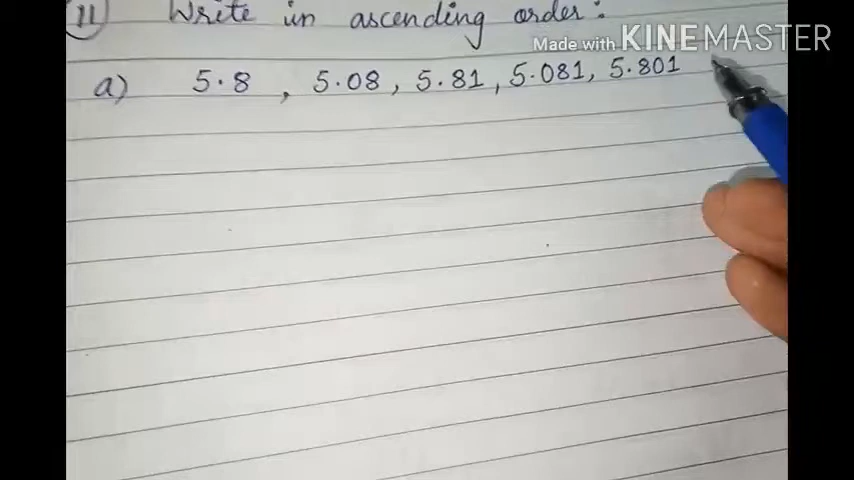 11 Write in ascending order:
Made with KINEMASTER
a) 5.8 , 5.08 , 5.81 , 5.081, 5.801